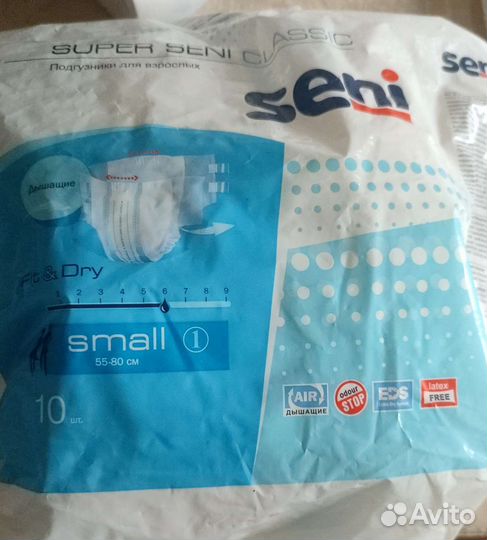 SUPER SENI CLASSIC
Подгузники для взрослых
seni
sen
Дышащие
Fit & Dry
1 2 3 4 5 6 7 8 9
small 1
55-80 см
10 шт.
AIR
ДЫШАЩИЕ
odour
STOP
EDS
latex
FREE
Avito